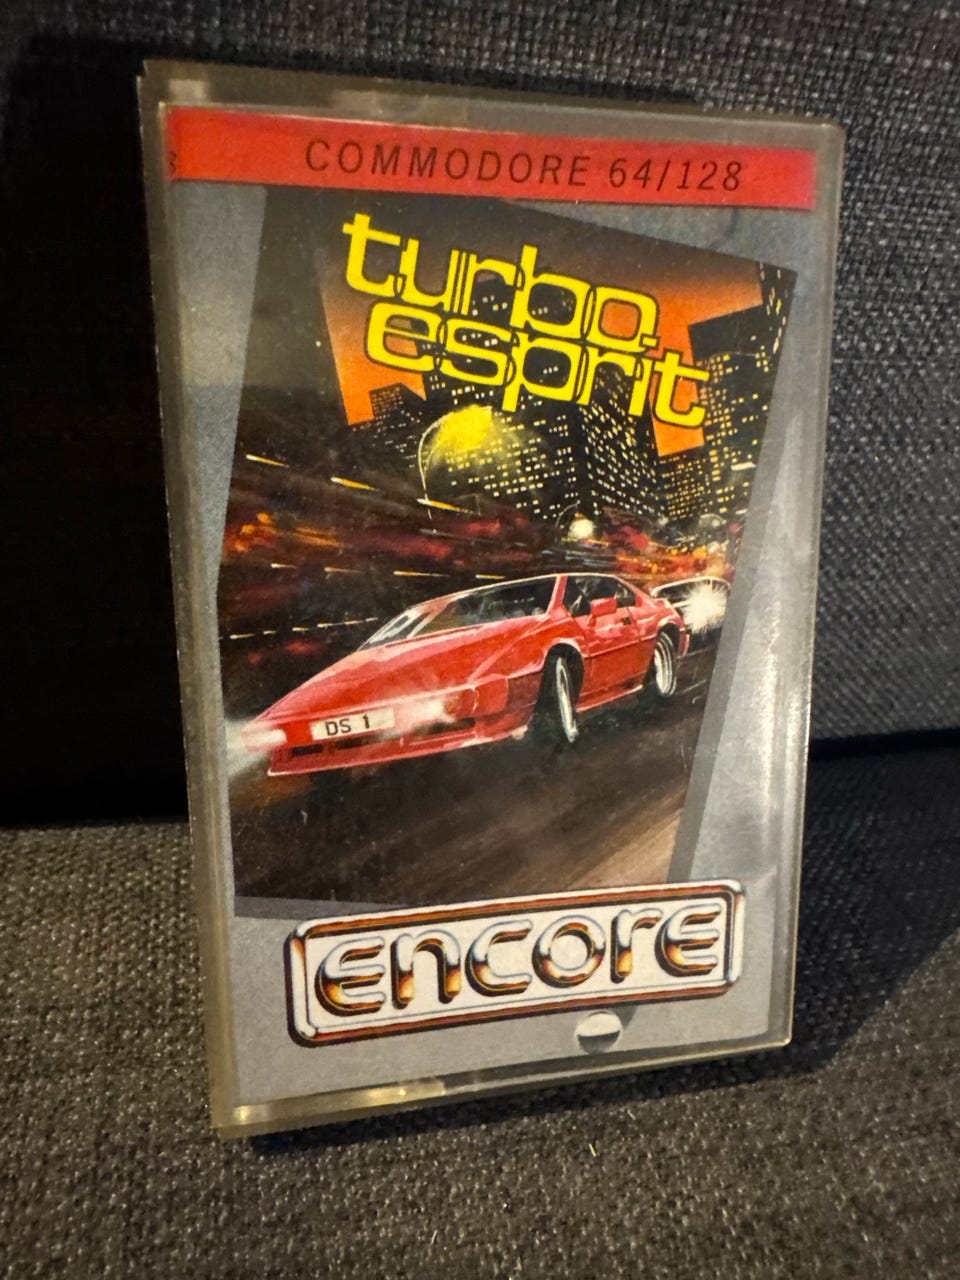 COMMODORE 64/128
turbo
esprit
DS 1
encore